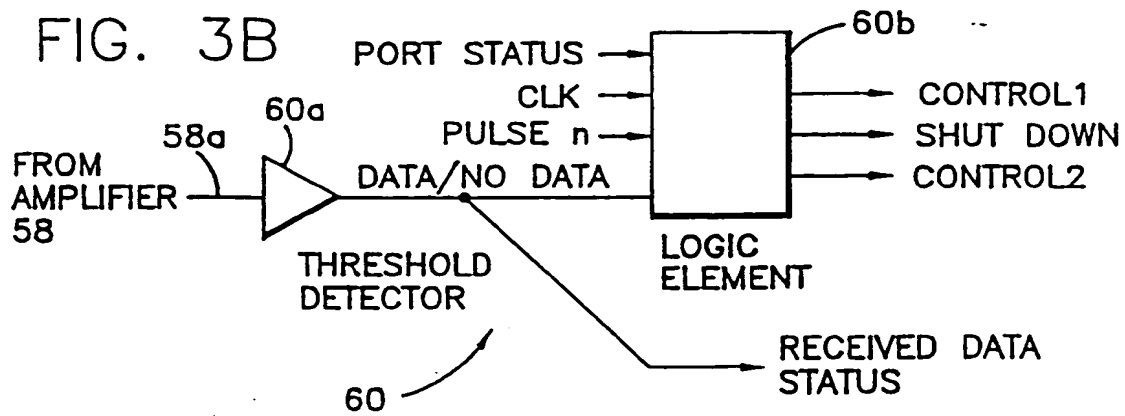 FIG. 3B
60b
PORT STATUS
CLK
PULSE n
CONTROL1
SHUT DOWN
CONTROL2
60a
58a
FROM
AMPLIFIER
58
DATA/NO DATA
THRESHOLD
DETECTOR
LOGIC
ELEMENT
60
RECEIVED DATA
STATUS